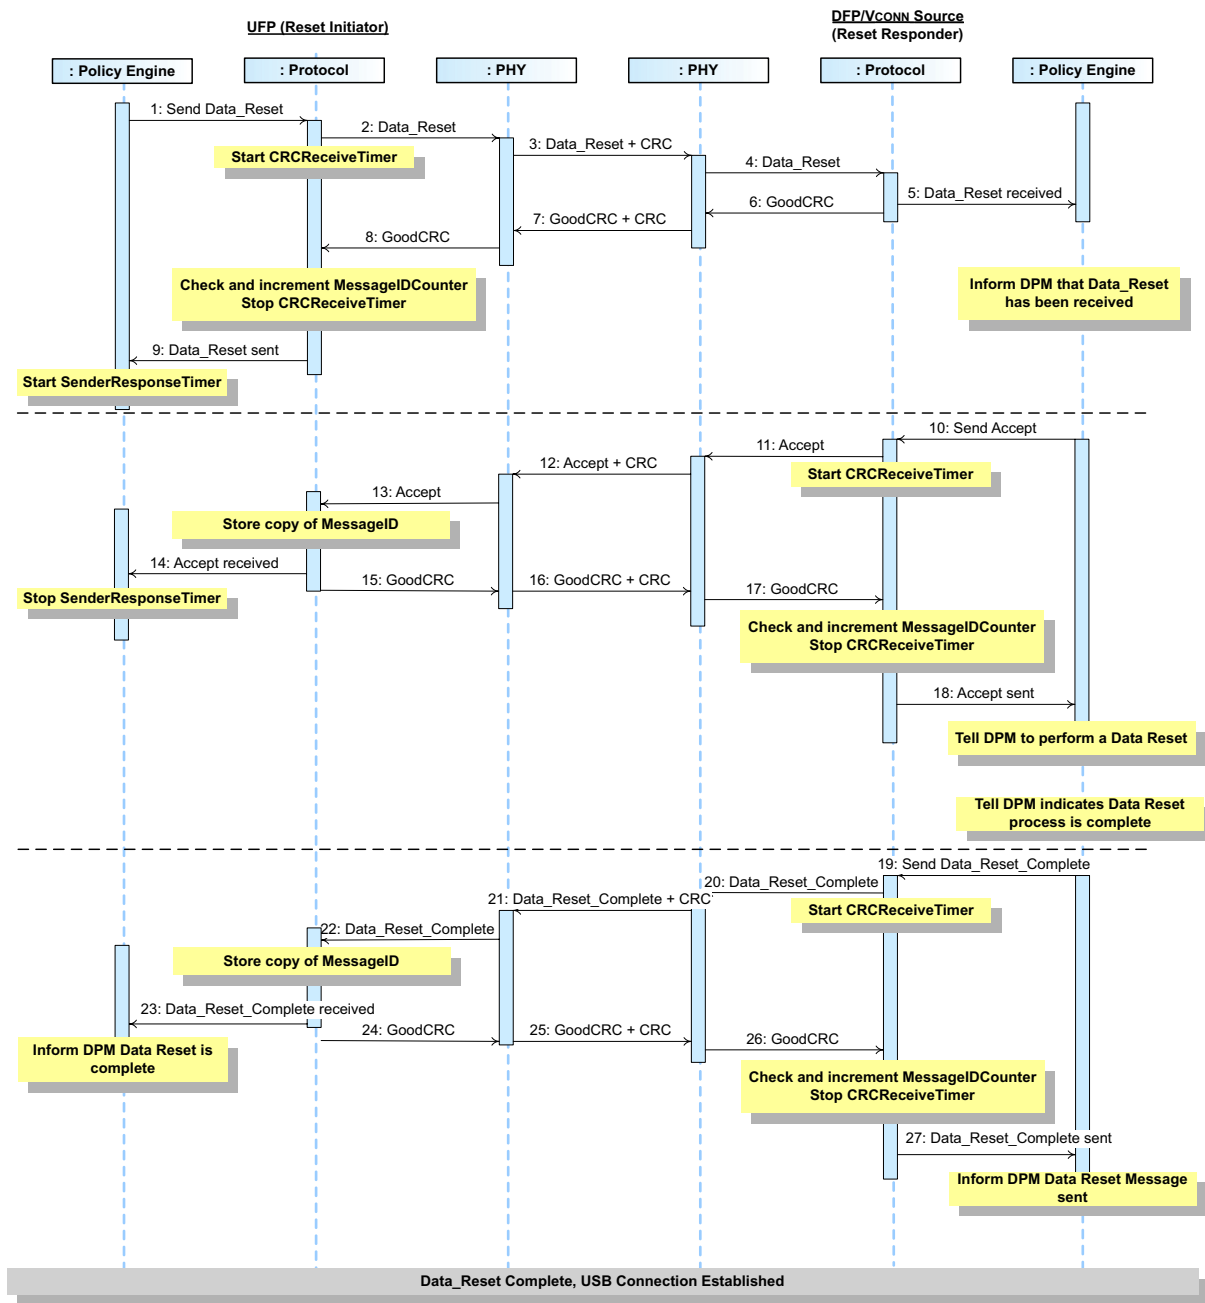 UFP (Reset Initiator)
DFP/VCONN Source
(Reset Responder)
: Policy Engine
: Protocol
: PHY
: PHY
: Protocol
: Policy Engine
1: Send Data_Reset
2: Data_Reset
Start CRCReceiveTimer
3: Data_Reset + CRC
4: Data_Reset
5: Data_Reset received
6: GoodCRC
7: GoodCRC + CRC
8: GoodCRC
Check and increment MessageIDCounter
Stop CRCReceiveTimer
Inform DPM that Data_Reset
has been received
9: Data_Reset sent
Start SenderResponseTimer
10: Send Accept
11: Accept
Start CRCReceiveTimer
12: Accept + CRC
13: Accept
Store copy of MessageID
14: Accept received
Stop SenderResponseTimer
15: GoodCRC
16: GoodCRC + CRC
17: GoodCRC
Check and increment MessageIDCounter
Stop CRCReceiveTimer
18: Accept sent
Tell DPM to perform a Data Reset
Tell DPM indicates Data Reset
process is complete
19: Send Data_Reset_Complete
20: Data_Reset_Complete
Start CRCReceiveTimer
21: Data_Reset_Complete + CRC
22: Data_Reset_Complete
Store copy of MessageID
23: Data_Reset_Complete received
Inform DPM Data Reset is
complete
24: GoodCRC
25: GoodCRC + CRC
26: GoodCRC
Check and increment MessageIDCounter
Stop CRCReceiveTimer
27: Data_Reset_Complete sent
Inform DPM Data Reset Message
sent
Data_Reset Complete, USB Connection Established